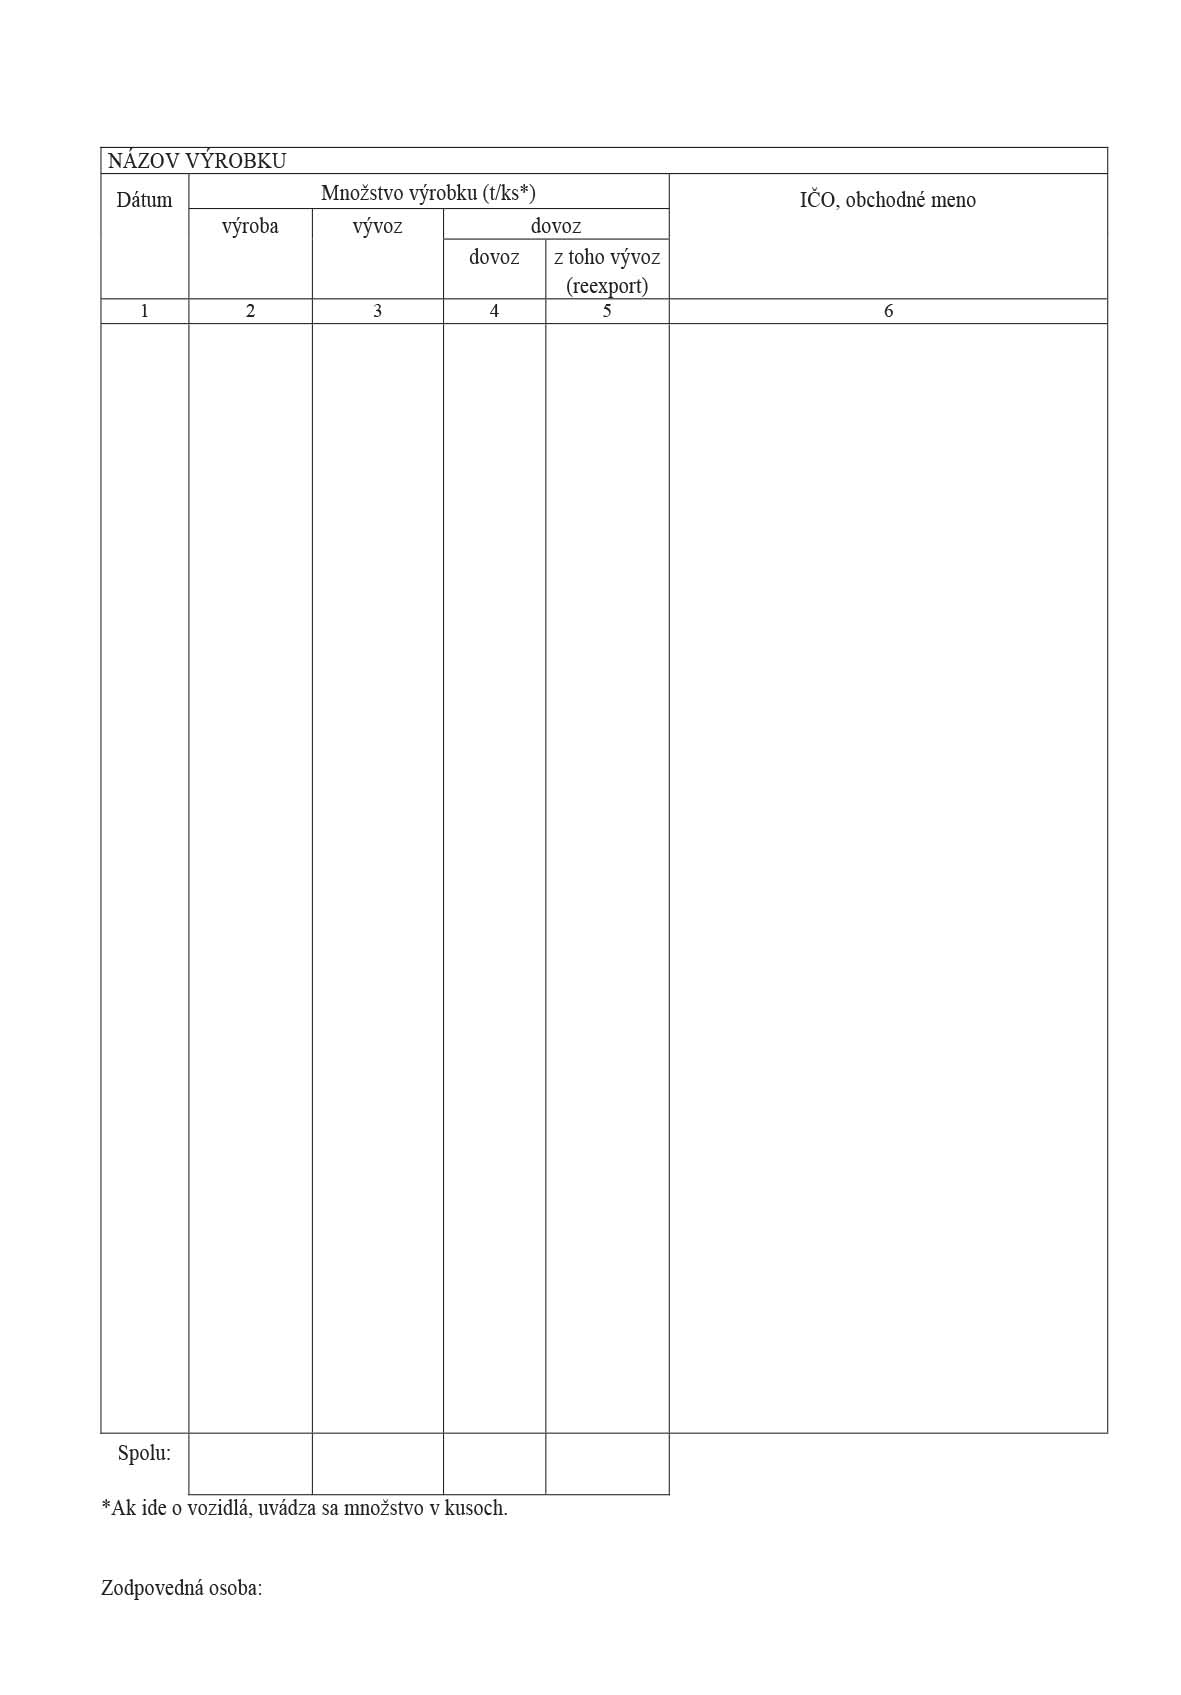 NÁZOV VÝROBKU
Dátum
Množstvo výrobku (t/ks*)
IČO, obchodné meno
výroba
vývoz
dovoz
dovoz
z toho vývoz
(reexport)
1 2 3 4 5 6
Spolu:
*Ak ide o vozidlá, uvádza sa množstvo v kusoch.
Zodpovedná osoba: